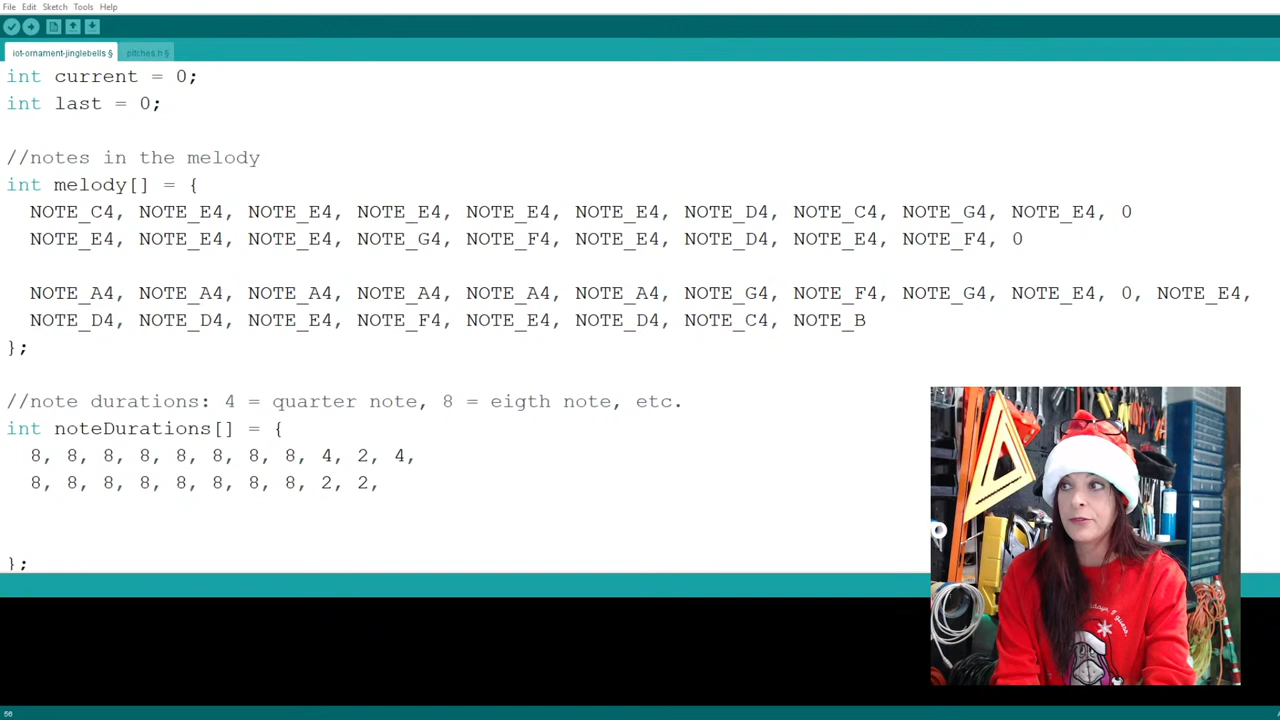 File Edit Sketch Tools Help
iot-ornament-jinglebells § pitches.h §
int current = 0;
int last = 0;
//notes in the melody
int melody[] = {
NOTE_C4, NOTE_E4, NOTE_E4, NOTE_E4, NOTE_E4, NOTE_E4, NOTE_D4, NOTE_C4, NOTE_G4, NOTE_E4, 0
NOTE_E4, NOTE_E4, NOTE_E4, NOTE_G4, NOTE_F4, NOTE_E4, NOTE_D4, NOTE_E4, NOTE_F4, 0
NOTE_A4, NOTE_A4, NOTE_A4, NOTE_A4, NOTE_A4, NOTE_A4, NOTE_G4, NOTE_F4, NOTE_G4, NOTE_E4, 0, NOTE_E4,
NOTE_D4, NOTE_D4, NOTE_E4, NOTE_F4, NOTE_E4, NOTE_D4, NOTE_C4, NOTE_B
};
//note durations: 4 = quarter note, 8 = eigth note, etc.
int noteDurations[] = {
8, 8, 8, 8, 8, 8, 8, 8, 4, 2, 4,
8, 8, 8, 8, 8, 8, 8, 8, 2, 2,
};
I guess.
56